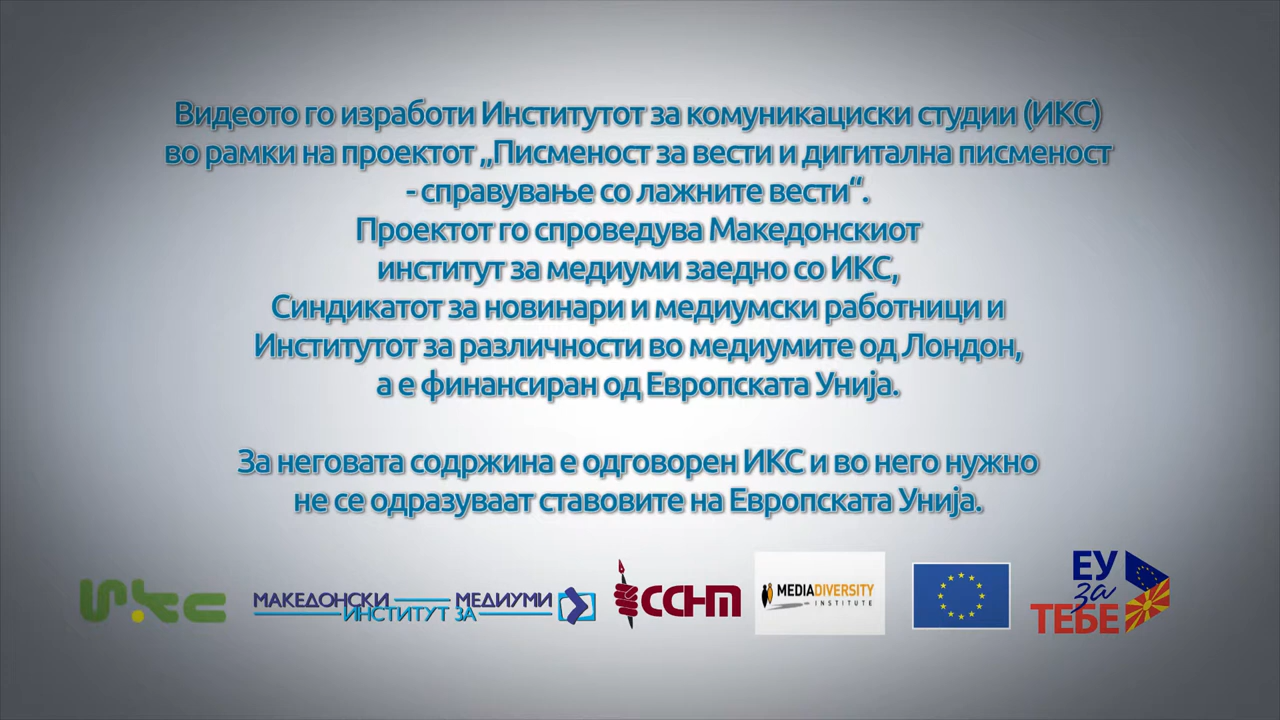 Видеото го изработи Институтот за комуникациски студии (ИКС)
во рамки на проектот „Писменост за вести и дигитална писменост
- справување со лажните вести“.
Проектот го спроведува Македонскиот
институт за медиуми заедно со ИКС,
Синдикатот за новинари и медиумски работници и
Институтот за различности во медиумите од Лондон,
а е финансиран од Европската Унија.
За неговата содржина е одговорен ИКС и во него нужно
не се одразуваат ставовите на Европската Унија.
икс
МАКЕДОНСКИ МЕДИУМИ
ИНСТИТУТ ЗА
ССНМ
MEDIADIVERSITY
INSTITUTE
ЕУ
за
ТЕБЕ